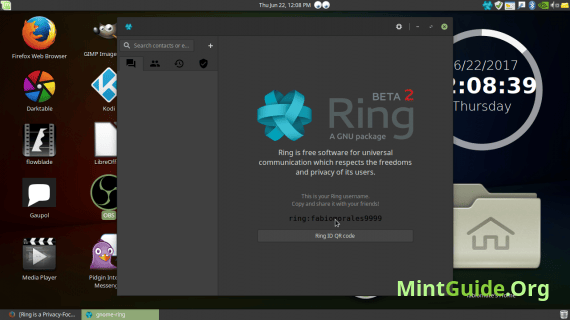 Thu Jun 22, 12:08 PM
Firefox Web Browser
GIMP Image
Darktable
Kodi
flowblade
LibreOff
Gaupol
OBS
Media Player
Pidgin Inte
Messeng
Search contacts or e...
+
BETA 2
Ring
A GNU package
Ring is free software for universal
communication which respects the freedoms
and privacy of its users.
This is your Ring username.
Copy and share it with your friends!
Ring ID QR code
6/22/2017
:08:39
Thursday
MintGuide.Org
[Ring is a Privacy-Foc...
gnome-ring